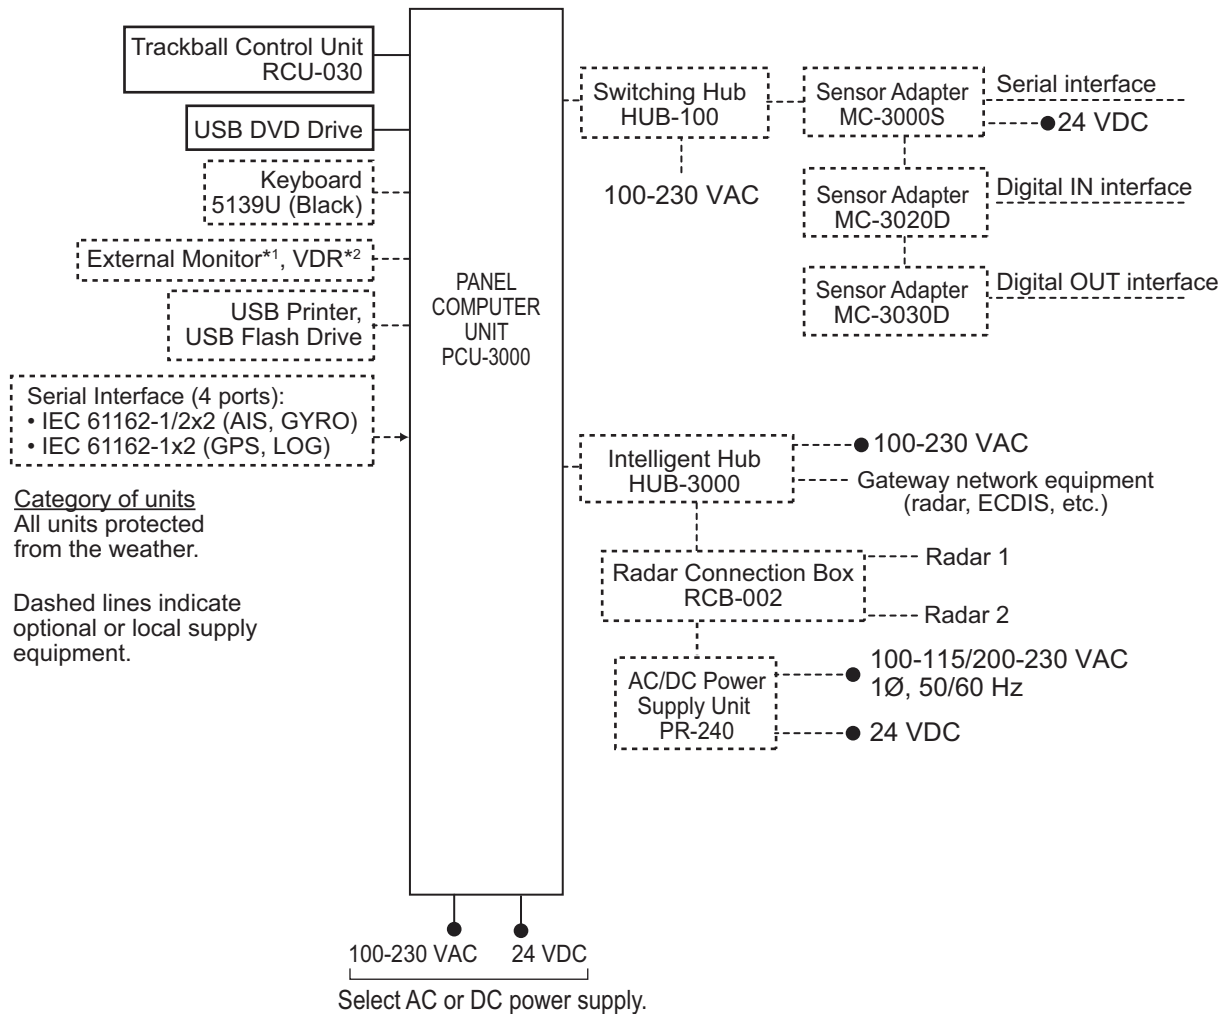 Trackball Control Unit
RCU-030
USB DVD Drive
Keyboard
5139U (Black)
External Monitor*1, VDR*2
USB Printer,
USB Flash Drive
Serial Interface (4 ports):
• IEC 61162-1/2x2 (AIS, GYRO)
• IEC 61162-1x2 (GPS, LOG)
Category of units
All units protected
from the weather.
Dashed lines indicate
optional or local supply
equipment.
PANEL
COMPUTER
UNIT
PCU-3000
100-230 VAC
24 VDC
Select AC or DC power supply.
Switching Hub
HUB-100
100-230 VAC
Sensor Adapter
MC-3000S
Serial interface
24 VDC
Sensor Adapter
MC-3020D
Digital IN interface
Sensor Adapter
MC-3030D
Digital OUT interface
Intelligent Hub
HUB-3000
100-230 VAC
Gateway network equipment
(radar, ECDIS, etc.)
Radar Connection Box
RCB-002
Radar 1
Radar 2
AC/DC Power
Supply Unit
PR-240
100-115/200-230 VAC
1Ø, 50/60 Hz
24 VDC